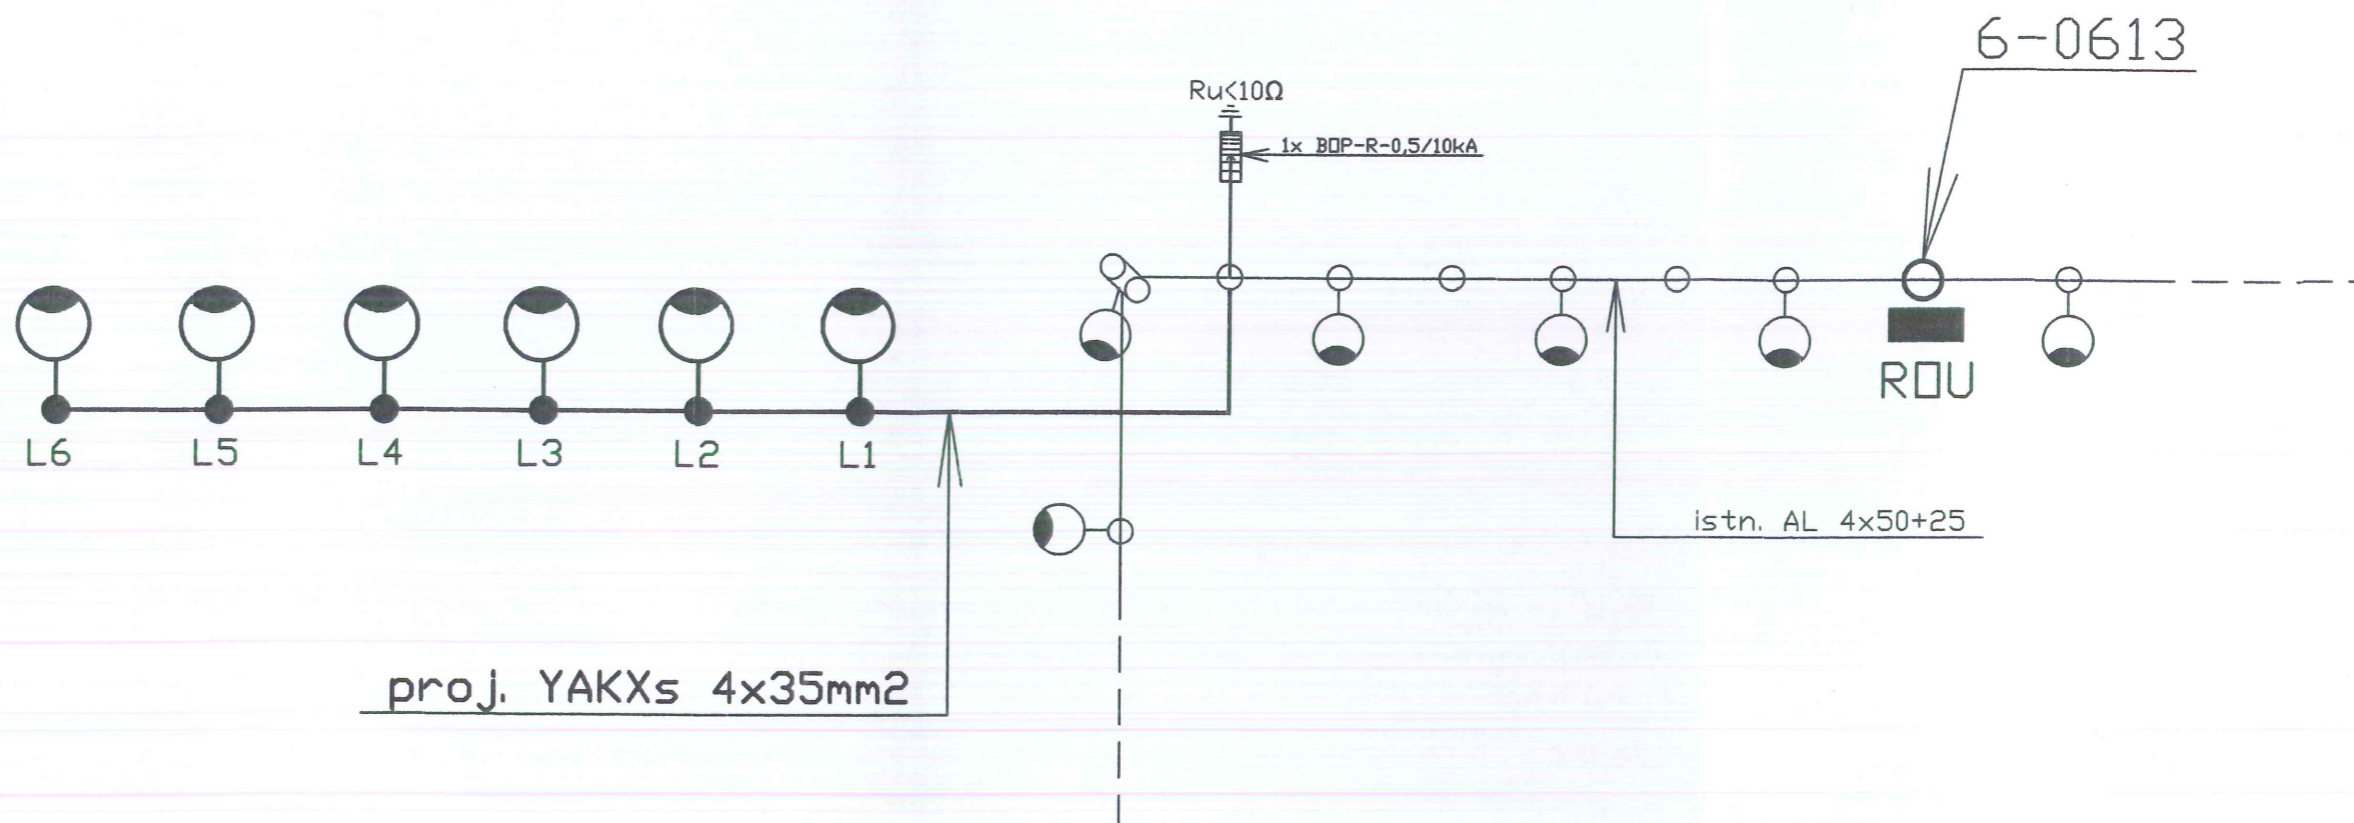 6-0613
Ru<10Ω
1x BOP-R-0,5/10kA
ROU
L6 L5 L4 L3 L2 L1
istn. AL 4x50+25
proj. YAKXs 4x35mm2